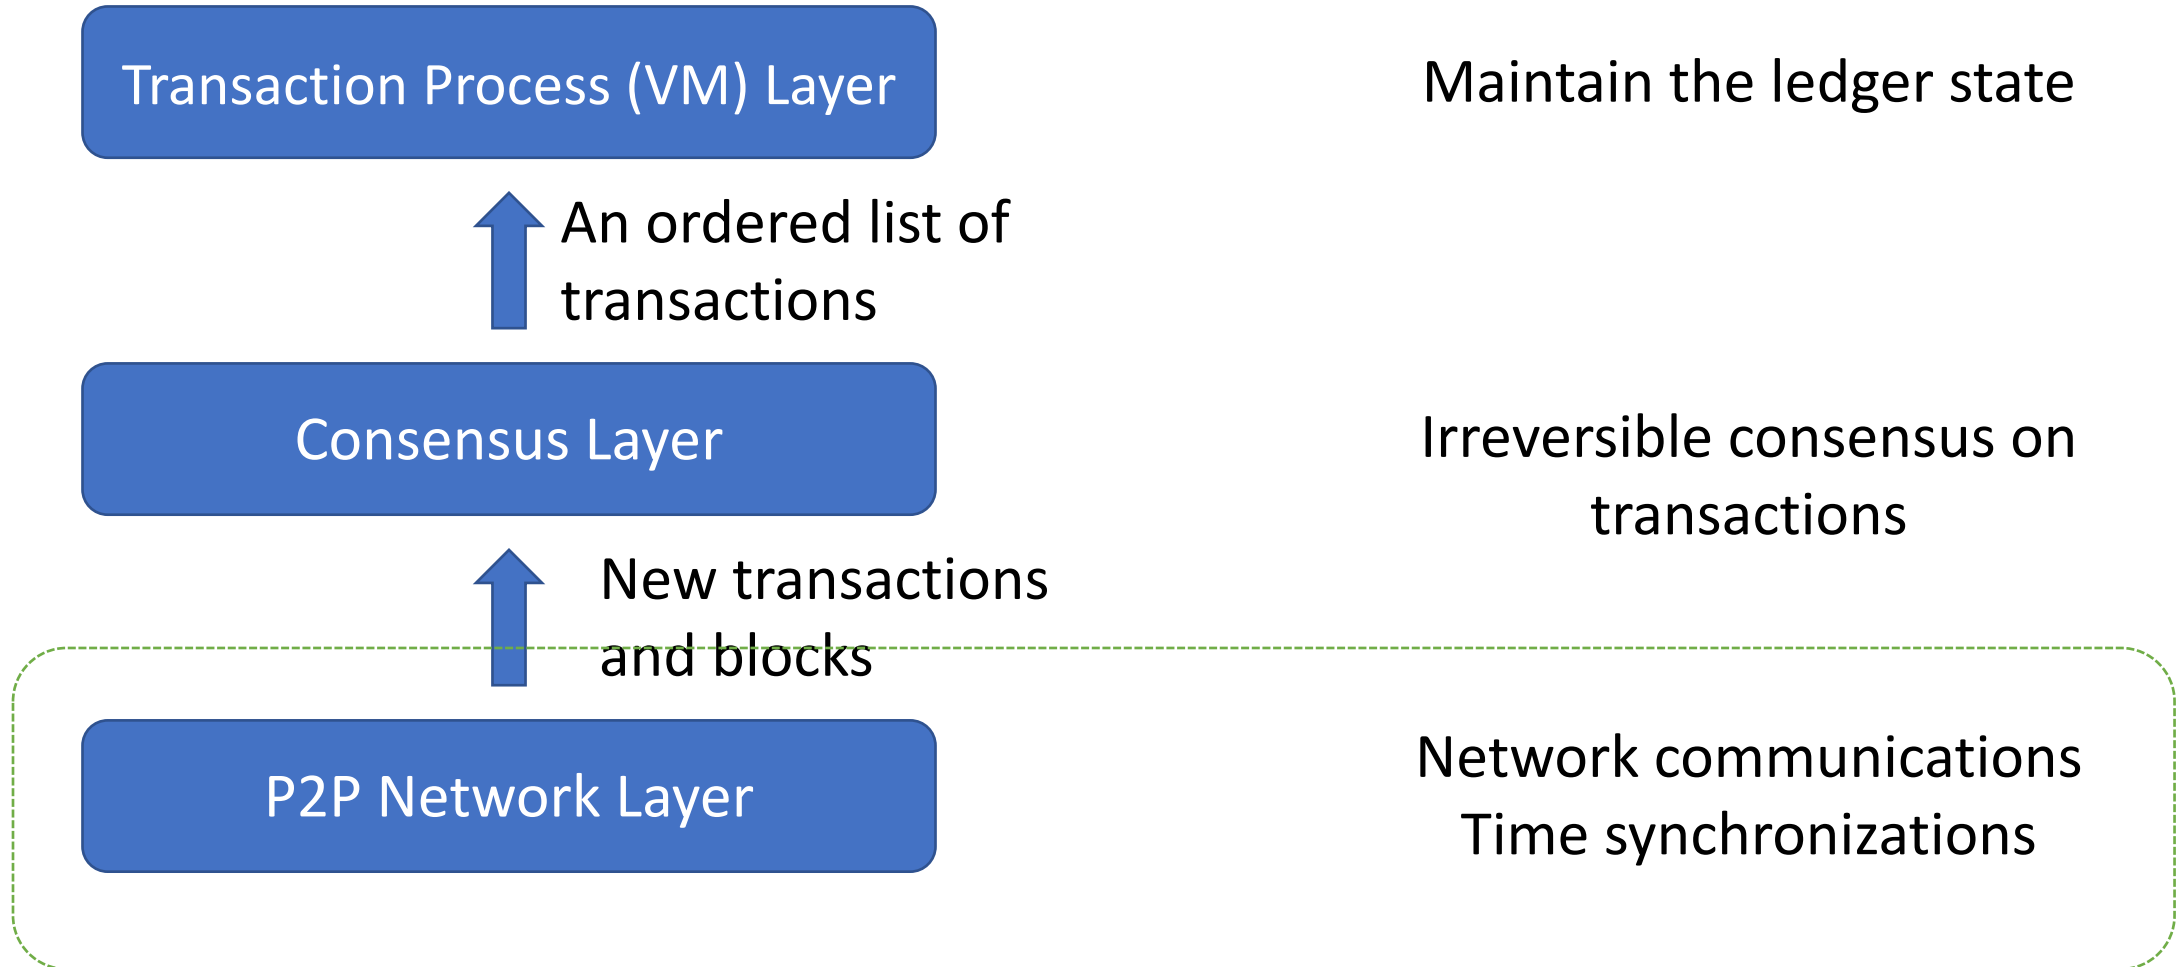 Transaction Process (VM) Layer
Maintain the ledger state
An ordered list of
transactions
Consensus Layer
Irreversible consensus on
transactions
New transactions
and blocks
P2P Network Layer
Network communications
Time synchronizations